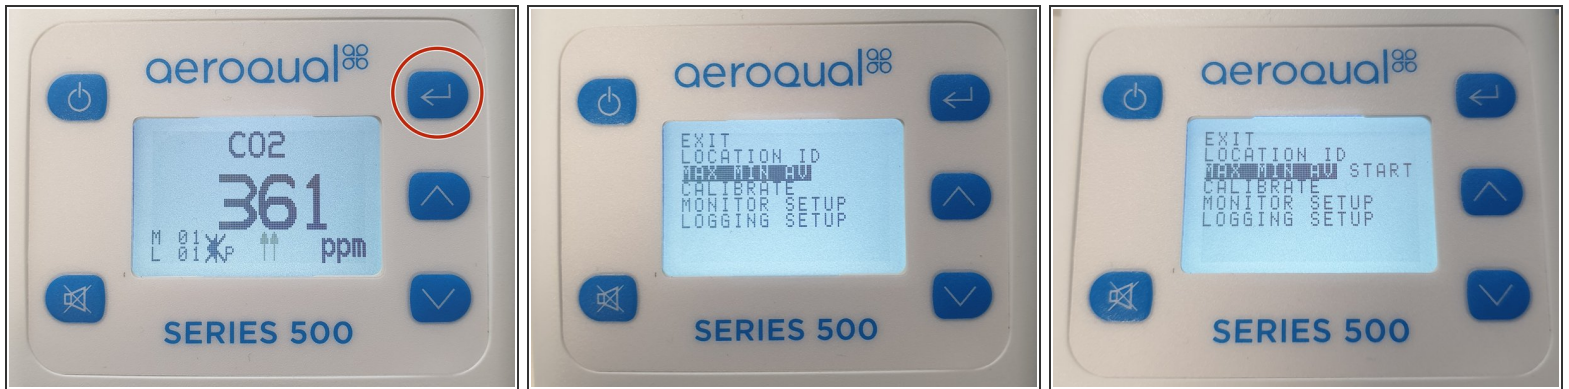 aeroqual
CO2
361
M 01
L 01 P
ppm
SERIES 500
aeroqual
EXIT
LOCATION ID
MAX MIN AV
CALIBRATE
MONITOR SETUP
LOGGING SETUP
SERIES 500
aeroqual
EXIT
LOCATION ID
MAX MIN AV START
CALIBRATE
MONITOR SETUP
LOGGING SETUP
SERIES 500